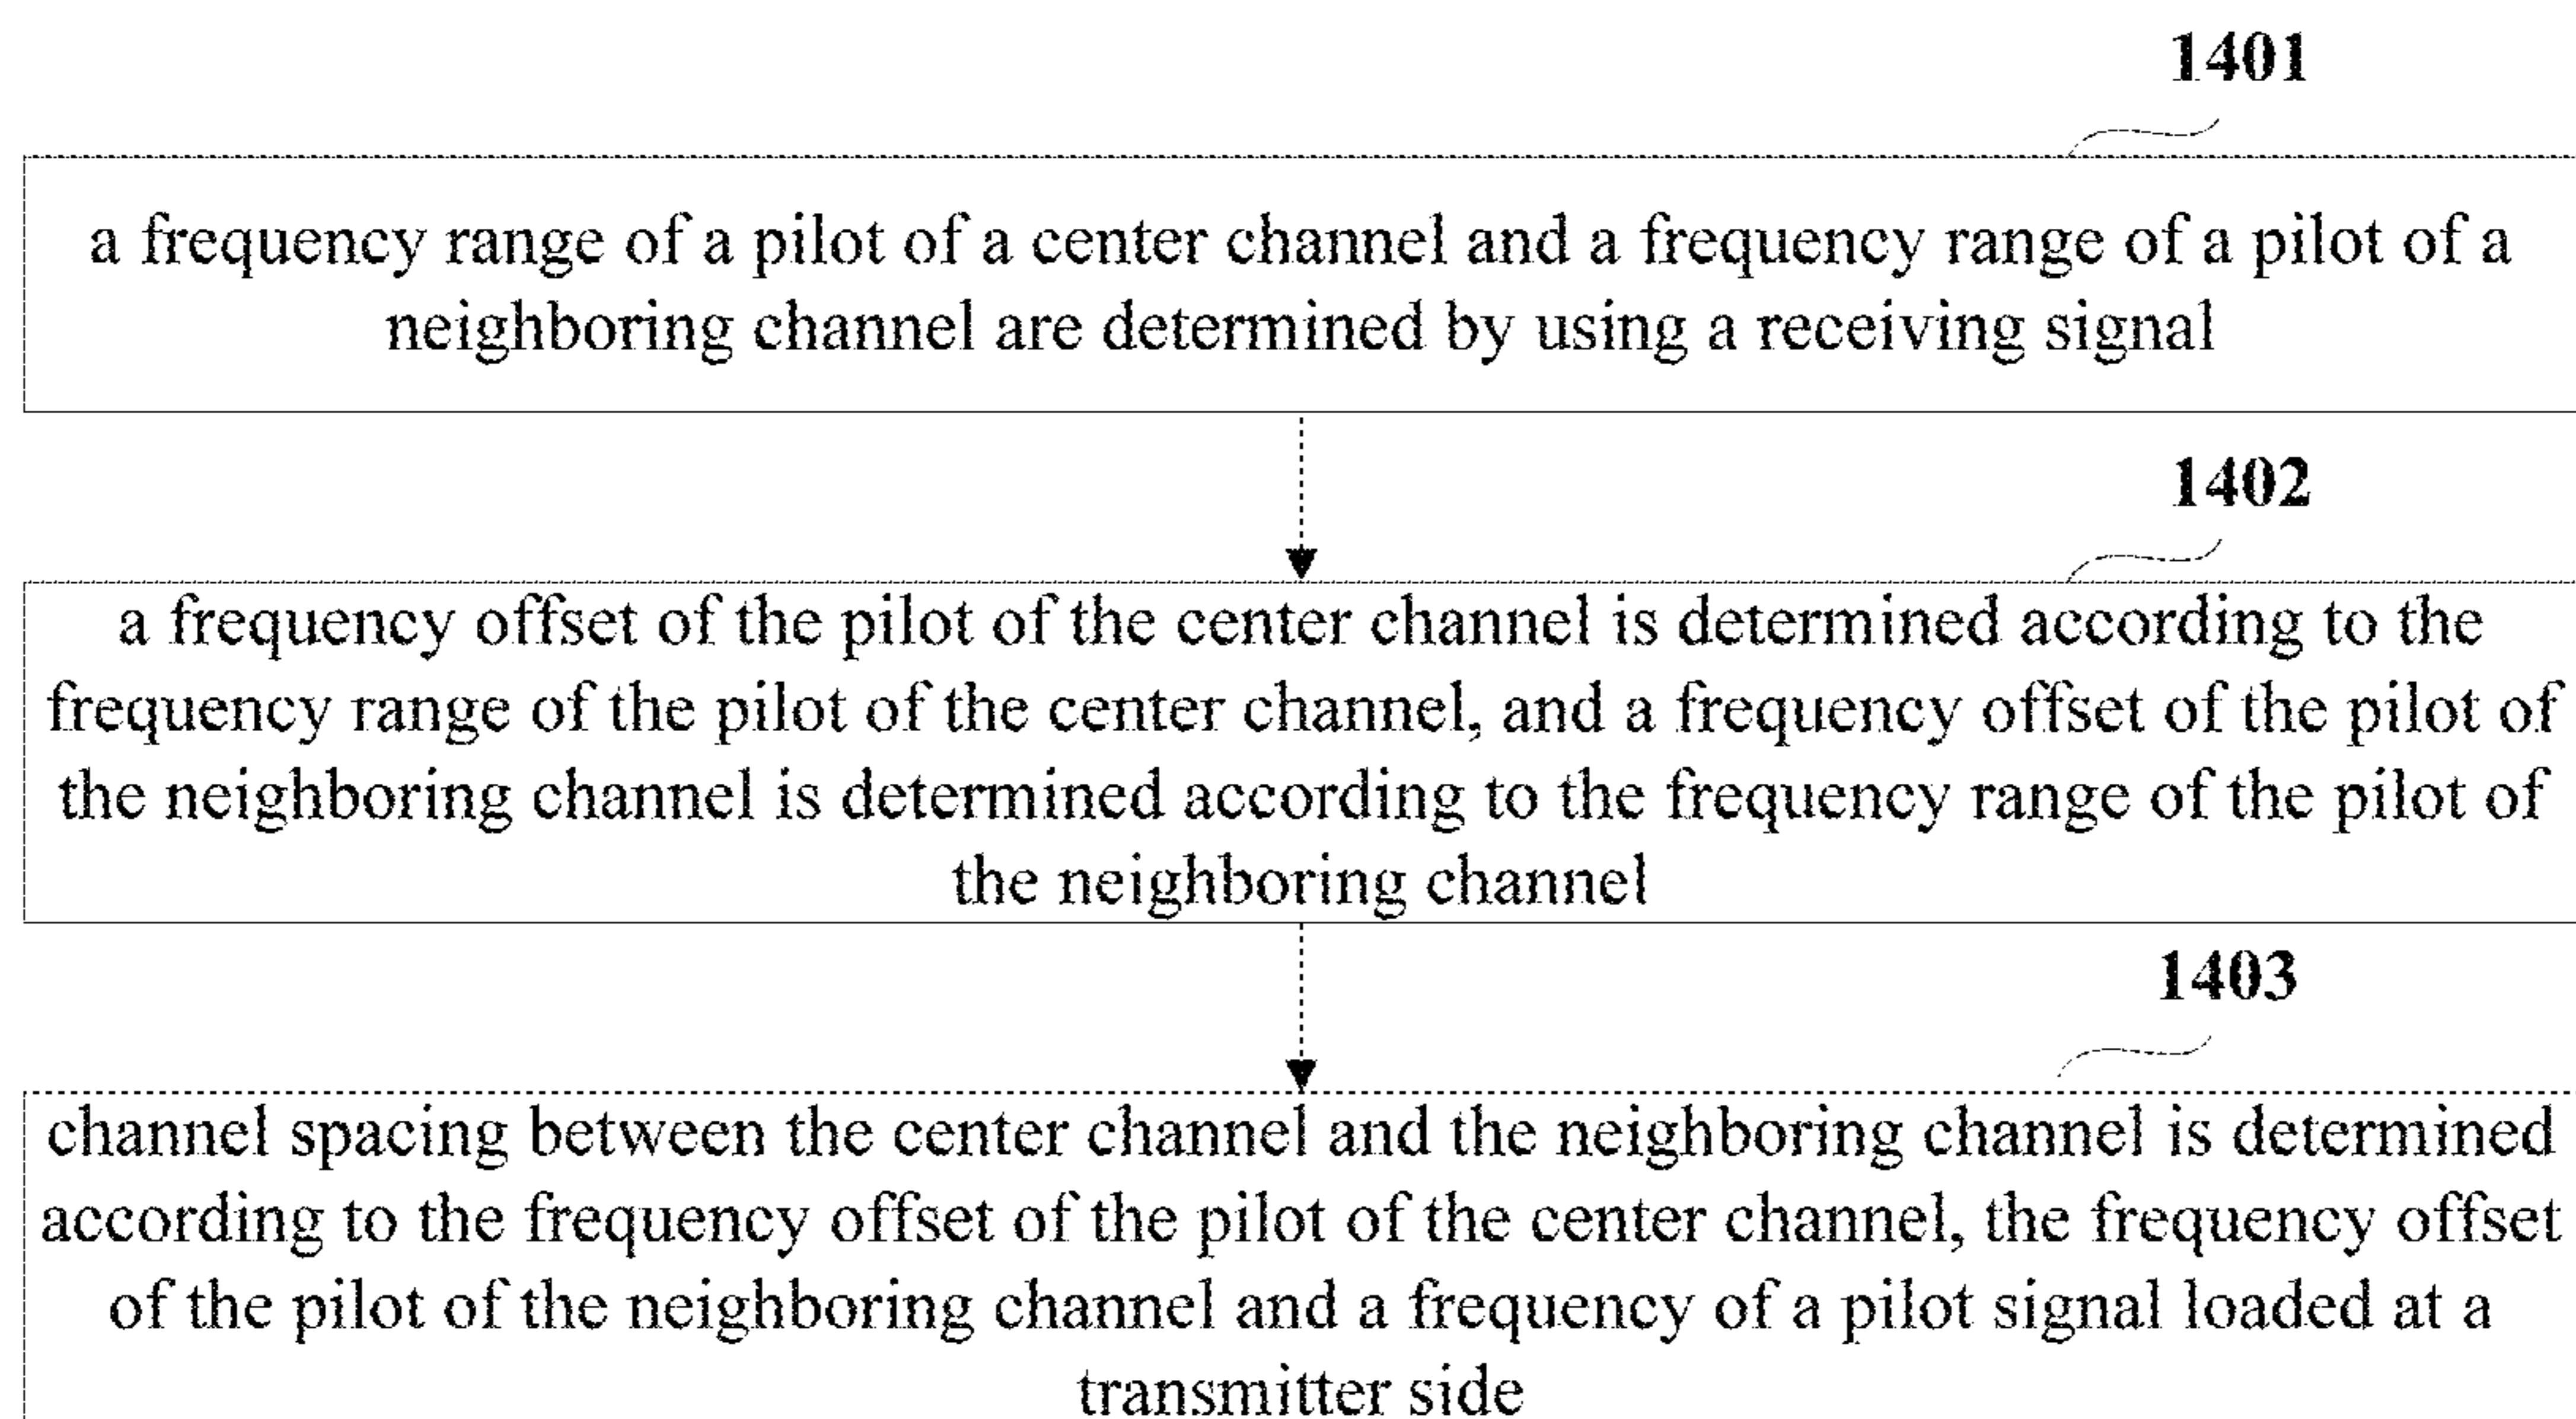 1401
a frequency range of a pilot of a center channel and a frequency range of a pilot of a
neighboring channel are determined by using a receiving signal
1402
a frequency offset of the pilot of the center channel is determined according to the
frequency range of the pilot of the center channel, and a frequency offset of the pilot of
the neighboring channel is determined according to the frequency range of the pilot of
the neighboring channel
1403
channel spacing between the center channel and the neighboring channel is determined
according to the frequency offset of the pilot of the center channel, the frequency offset
of the pilot of the neighboring channel and a frequency of a pilot signal loaded at a
transmitter side